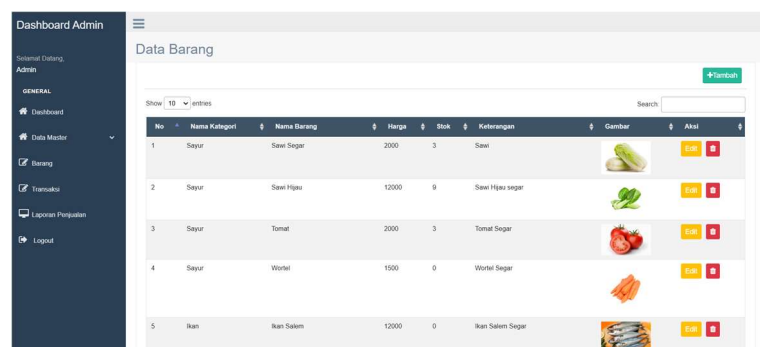 Dashboard Admin
Selamat Datang,
Admin
GENERAL
Dashboard
Data Master
Barang
Transaksi
Laporan Penjualan
Logout
Data Barang
+Tambah
Show 10 entries
Search:
No Nama Kategori Nama Barang Harga Stok Keterangan Gambar Aksi
1 Sayur Sawi Segar 2000 3 Sawi Edit
2 Sayur Sawi Hijau 12000 9 Sawi Hijau segar Edit
3 Sayur Tomat 2000 3 Tomat Segar Edit
4 Sayur Wortel 1500 0 Wortel Segar Edit
5 Ikan Ikan Salem 12000 0 Ikan Salem Segar Edit